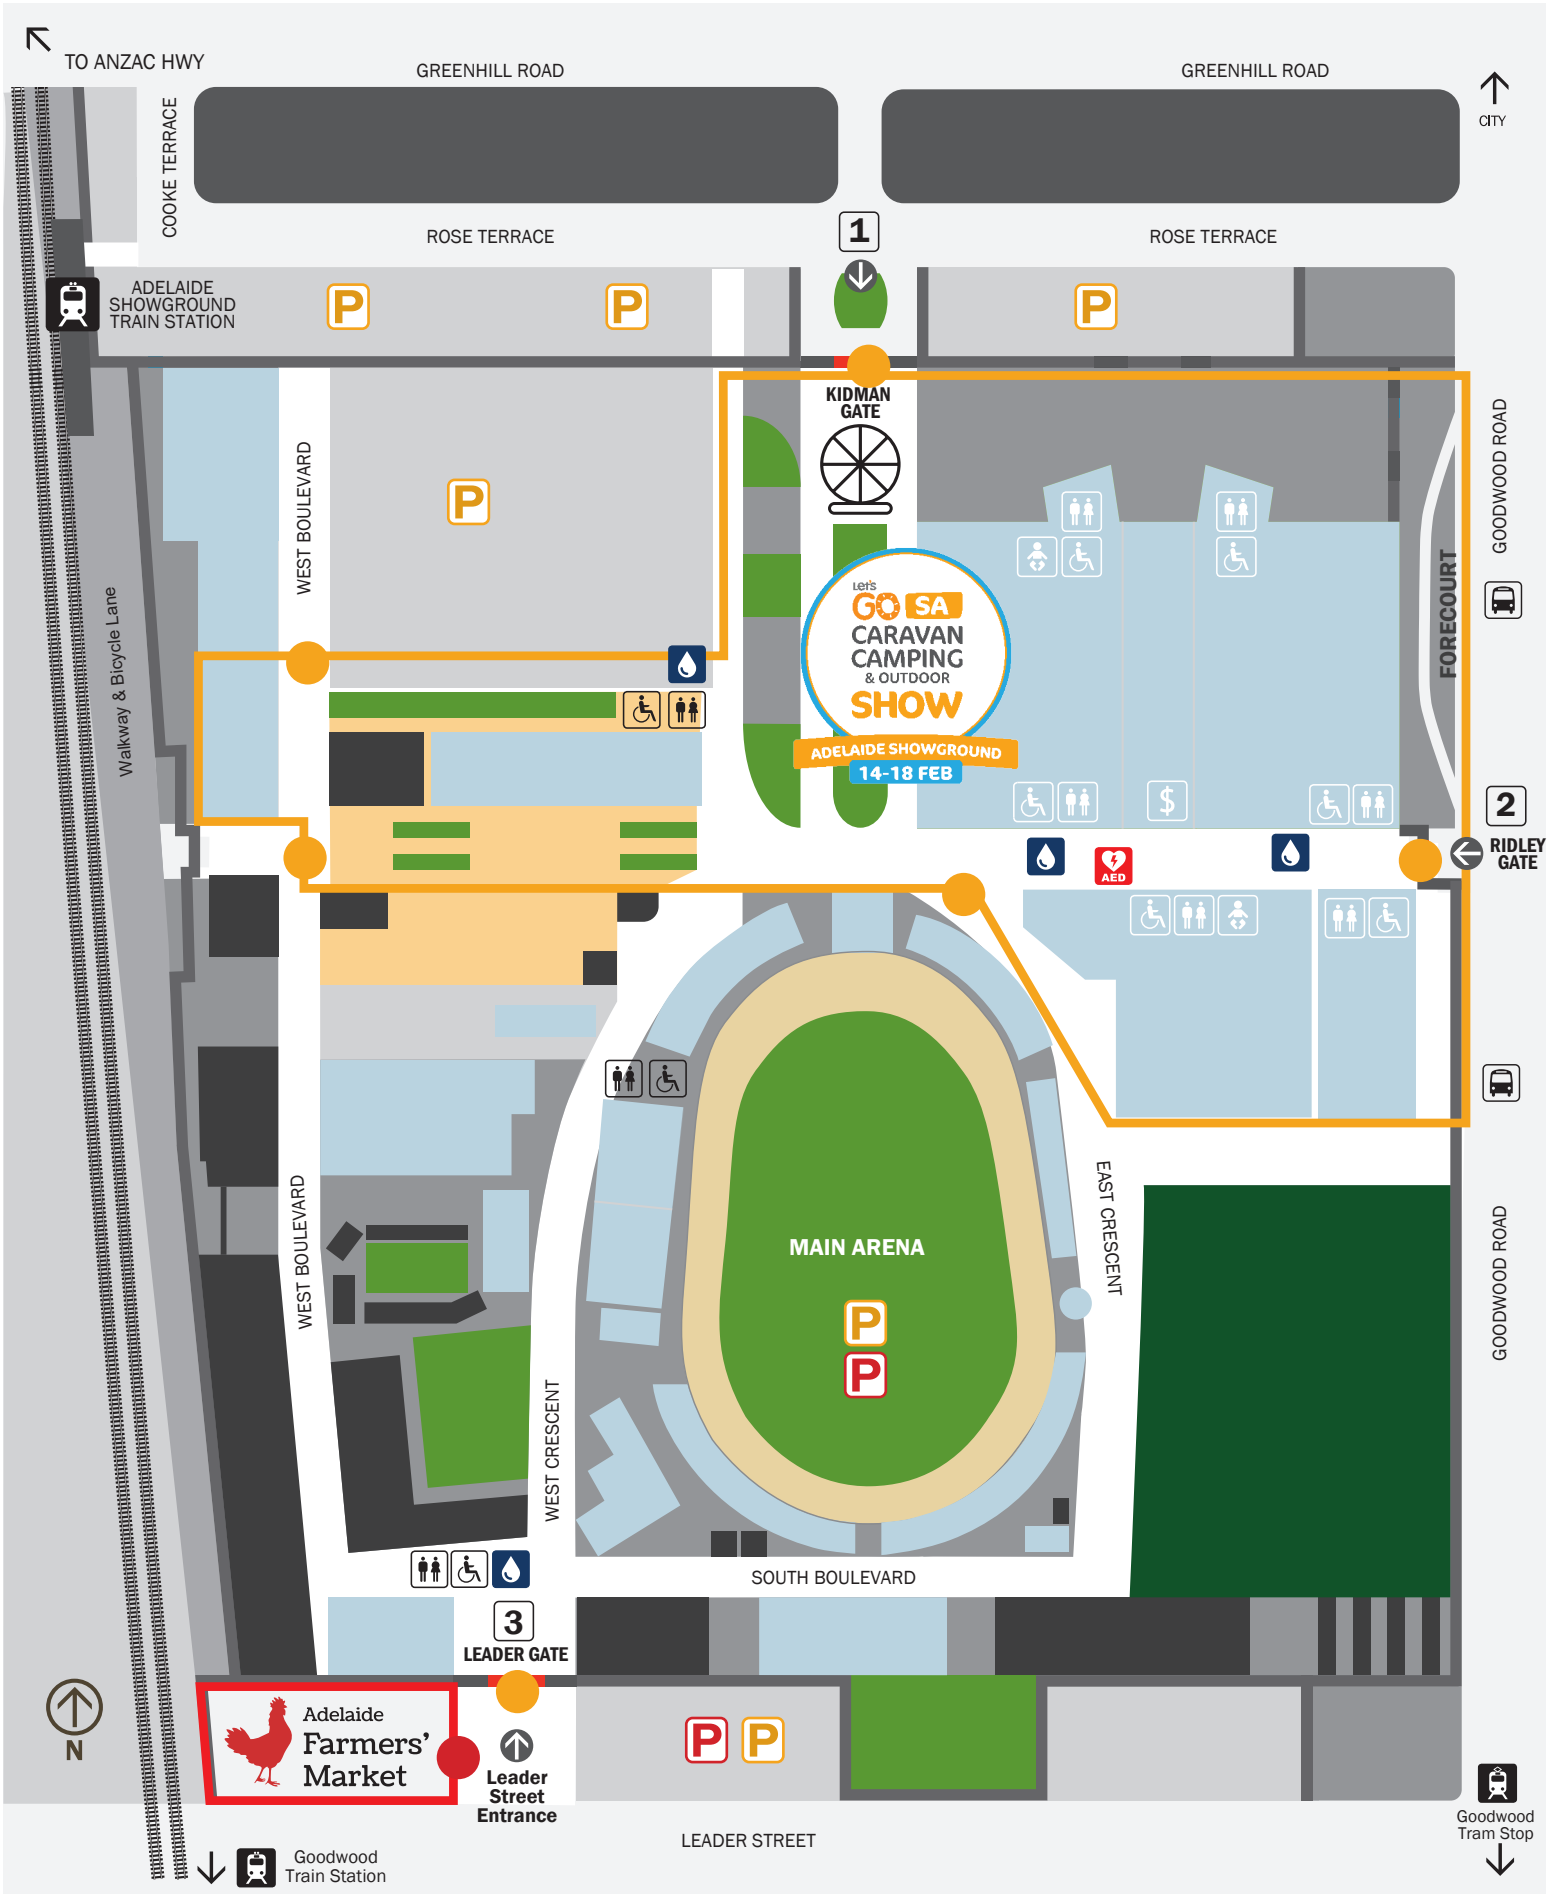 TO ANZAC HWY
GREENHILL ROAD
GREENHILL ROAD
CITY
COOKE TERRACE
ROSE TERRACE
1
ROSE TERRACE
ADELAIDE
SHOWGROUND
TRAIN STATION
P
P
P
KIDMAN
GATE
WEST BOULEVARD
P
GOODWOOD ROAD
FORECOURT
Walkway & Bicycle Lane
LET'S
GO SA
CARAVAN
CAMPING
& OUTDOOR
SHOW
ADELAIDE SHOWGROUND
14-18 FEB
$
2
RIDLEY
GATE
AED
WEST BOULEVARD
EAST CRESCENT
GOODWOOD ROAD
MAIN ARENA
P
P
WEST CRESCENT
SOUTH BOULEVARD
3
LEADER GATE
N
Adelaide
Farmers'
Market
P
P
Leader
Street
Entrance
LEADER STREET
Goodwood
Tram Stop
Goodwood
Train Station